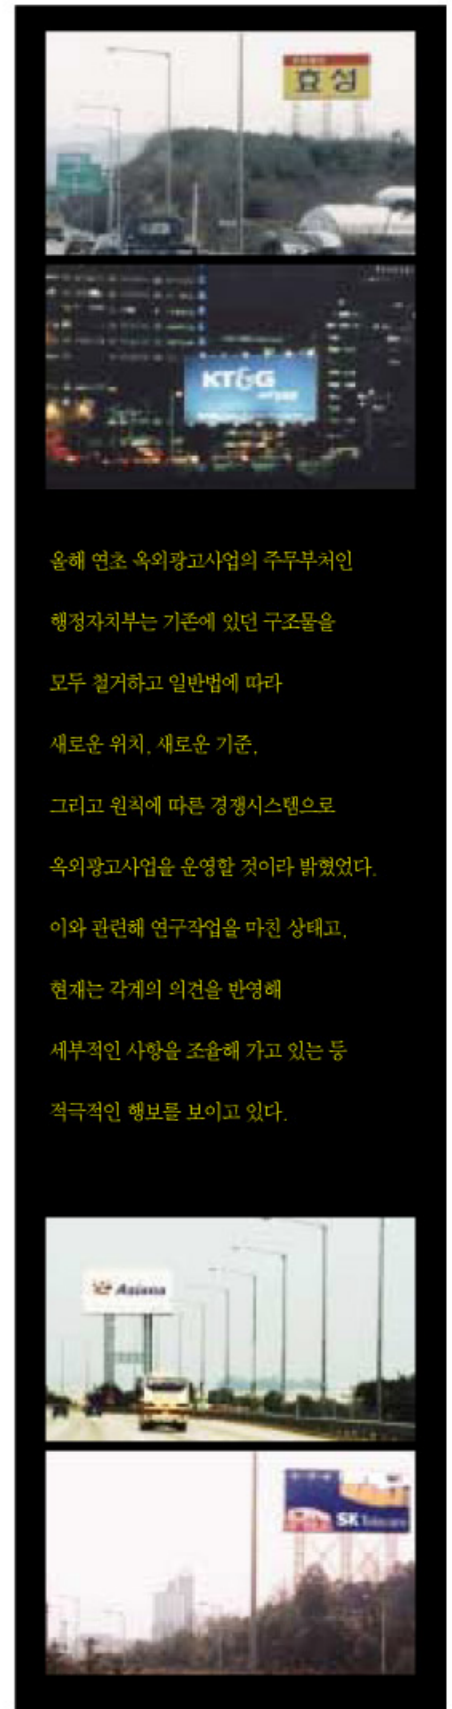 효성
KT&G
올해 연초 옥외광고사업의 주무부처인
행정자치부는 기존에 있던 구조물을
모두 철거하고 일반법에 따라
새로운 위치, 새로운 기준,
그리고 원칙에 따른 경쟁시스템으로
옥외광고사업을 운영할 것이라 밝혔었다.
이와 관련해 연구작업을 마친 상태고,
현재는 각계의 의견을 반영해
세부적인 사항을 조율해 가고 있는 등
적극적인 행보를 보이고 있다.
Asiana
SK Telecom